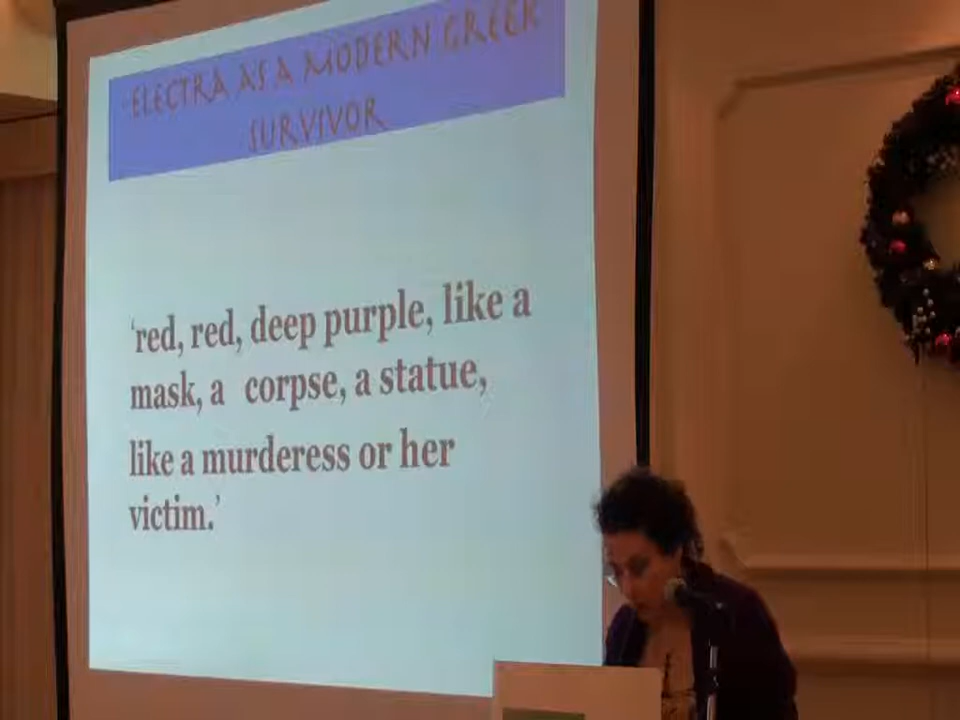 ELECTRA AS A MODERN GREEK
SURVIVOR
'red, red, deep purple, like a
mask, a corpse, a statue,
like a murderess or her
victim.'